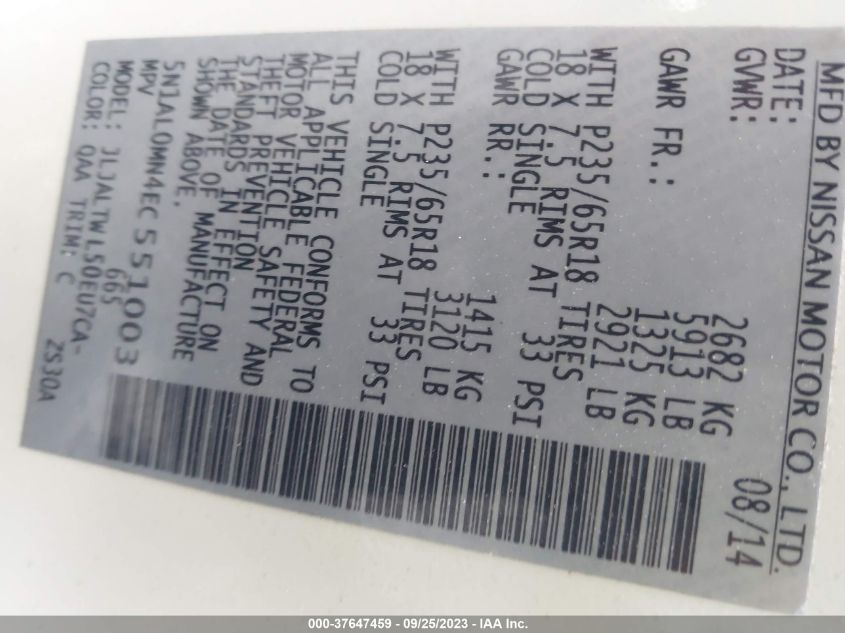 MFD BY NISSAN MOTOR CO., LTD.
DATE: 08/14
GVWR: 2682 KG
5913 LB
GAWR FR.: 1325 KG
2921 LB
WITH P235/65R18 TIRES
18 X 7.5 RIMS AT
COLD SINGLE 33 PSI
GAWR RR.: 1415 KG
3120 LB
WITH P235/65R18 TIRES
18 X 7.5 RIMS AT
COLD SINGLE 33 PSI
THIS VEHICLE CONFORMS TO
ALL APPLICABLE FEDERAL
MOTOR VEHICLE SAFETY AND
THEFT PREVENTION
STANDARDS IN EFFECT ON
THE DATE OF MANUFACTURE
SHOWN ABOVE.
5N1AL0MN4EC551003
MPV 665
MODEL: JLJALTWL50EU7CA-
COLOR: QAA TRIM: C 2S30A
000-37647459 - 09/25/2023 - IAA Inc.